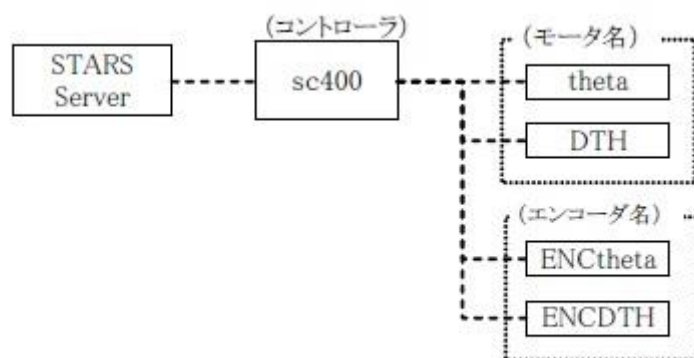 (コントローラ)
STARS
Server
sc400
(モータ名)
theta
DTH
(エンコーダ名)
ENCtheta
ENCDTH